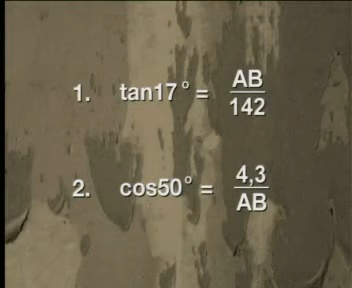 1. tan17° = AB/142
2. cos50° = 4,3/AB